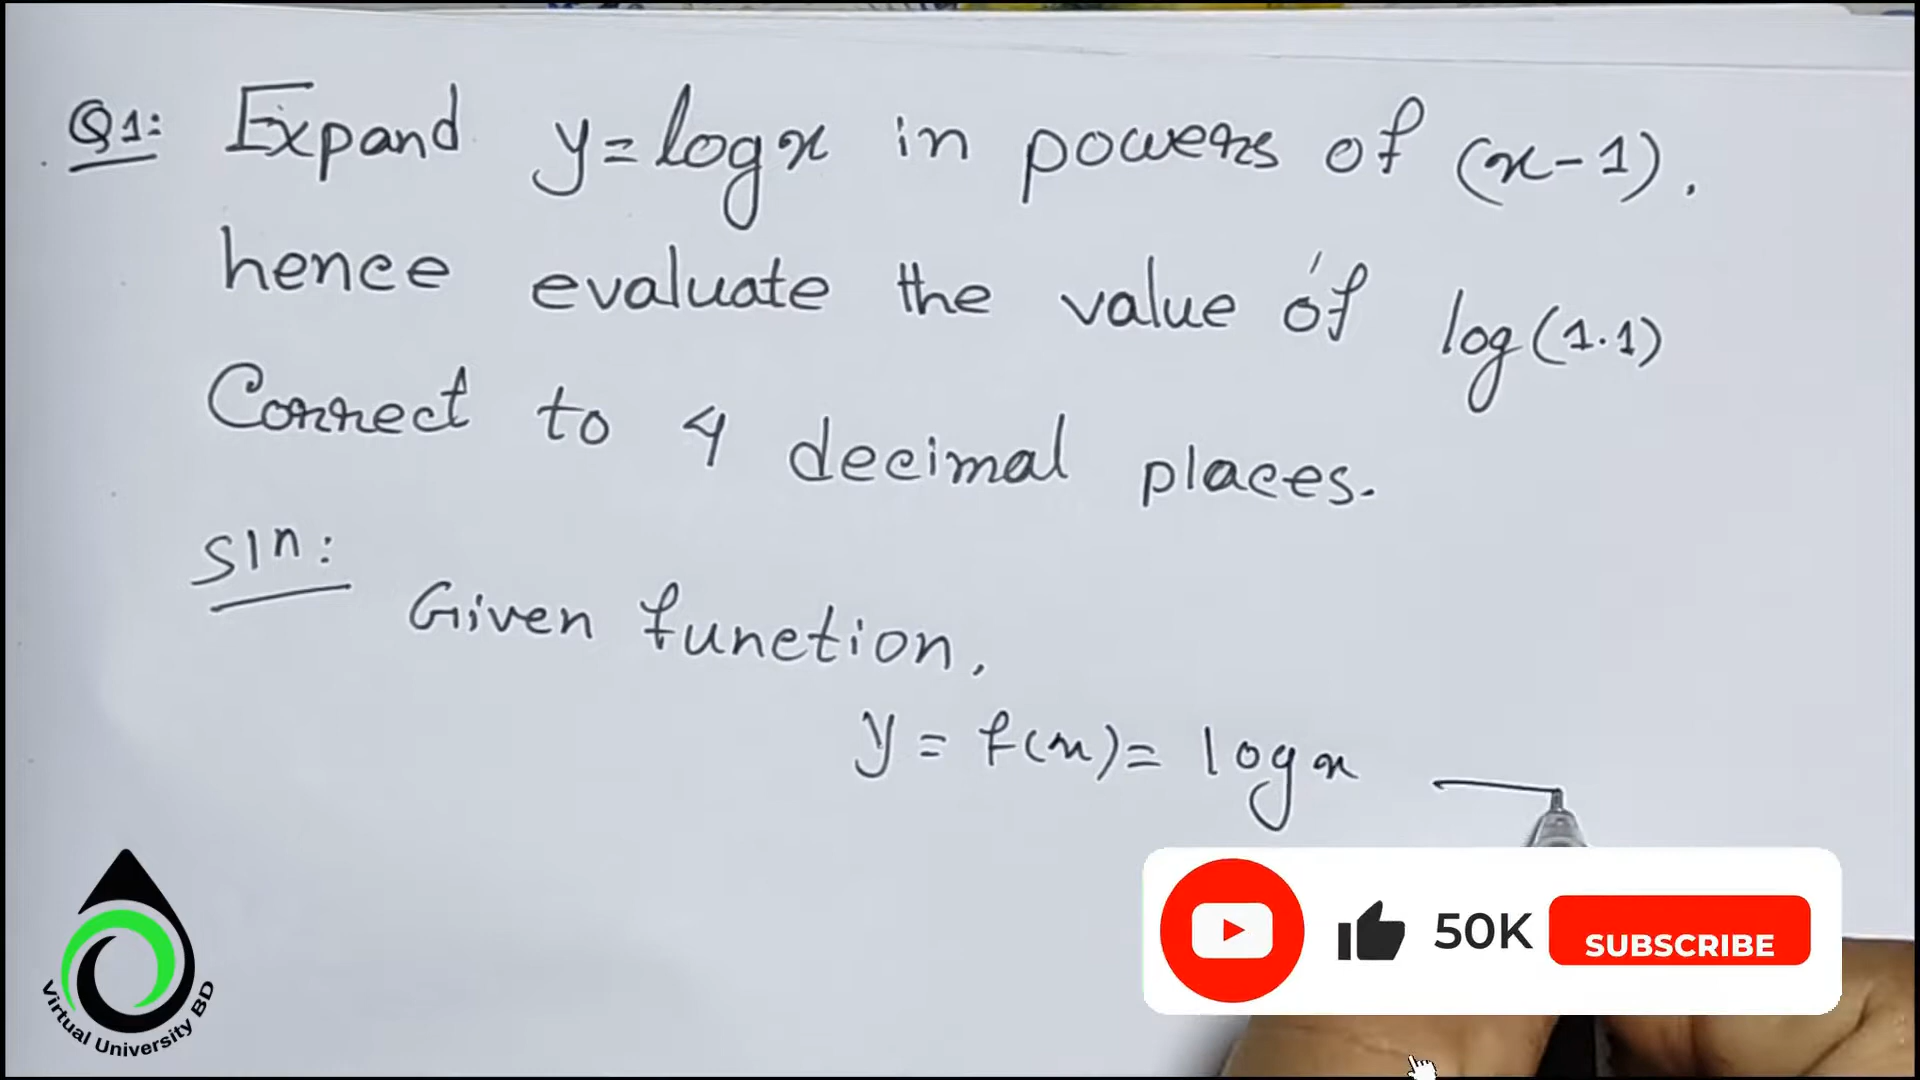 Q1: Expand y=log x in powers of (x-1).
hence evaluate the value of log(1.1)
Correct to 4 decimal places.
Slⁿ:
Given function,
y = f(x) = log x
50K SUBSCRIBE
Virtual University BD